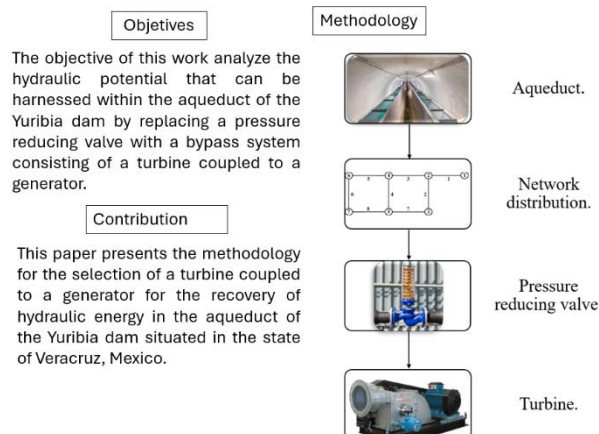 Objetives
The objective of this work analyze the
hydraulic potential that can be
harnessed within the aqueduct of the
Yuribia dam by replacing a pressure
reducing valve with a bypass system
consisting of a turbine coupled to a
generator.
Contribution
This paper presents the methodology
for the selection of a turbine coupled
to a generator for the recovery of
hydraulic energy in the aqueduct of
the Yuribia dam situated in the state
of Veracruz, Mexico.
Methodology
Aqueduct.
Network
distribution.
Pressure
reducing valve
Turbine.